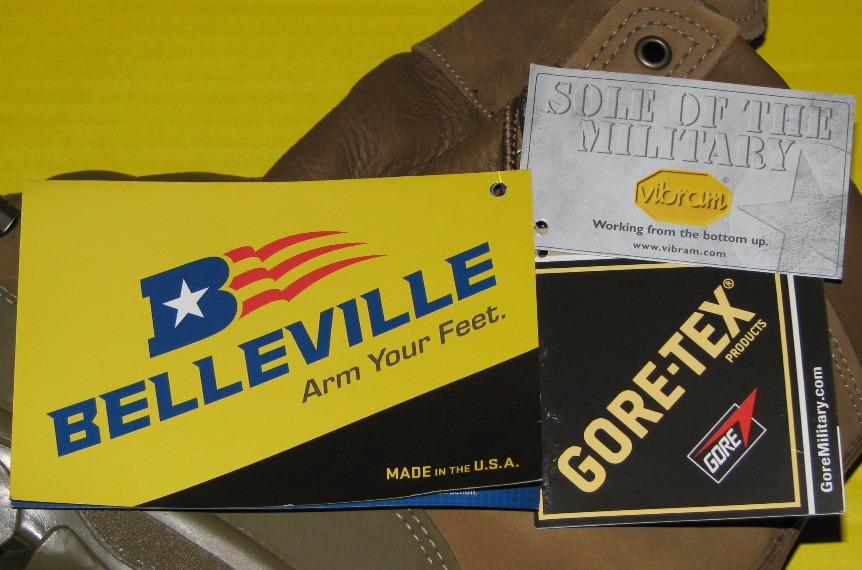 SOLE OF THE
MILITARY
vibram®
Working from the bottom up.
www.vibram.com
B
BELLEVILLE
Arm Your Feet.
MADE IN THE U.S.A.
GORE-TEX®
PRODUCTS
GORE
GoreMilitary.com